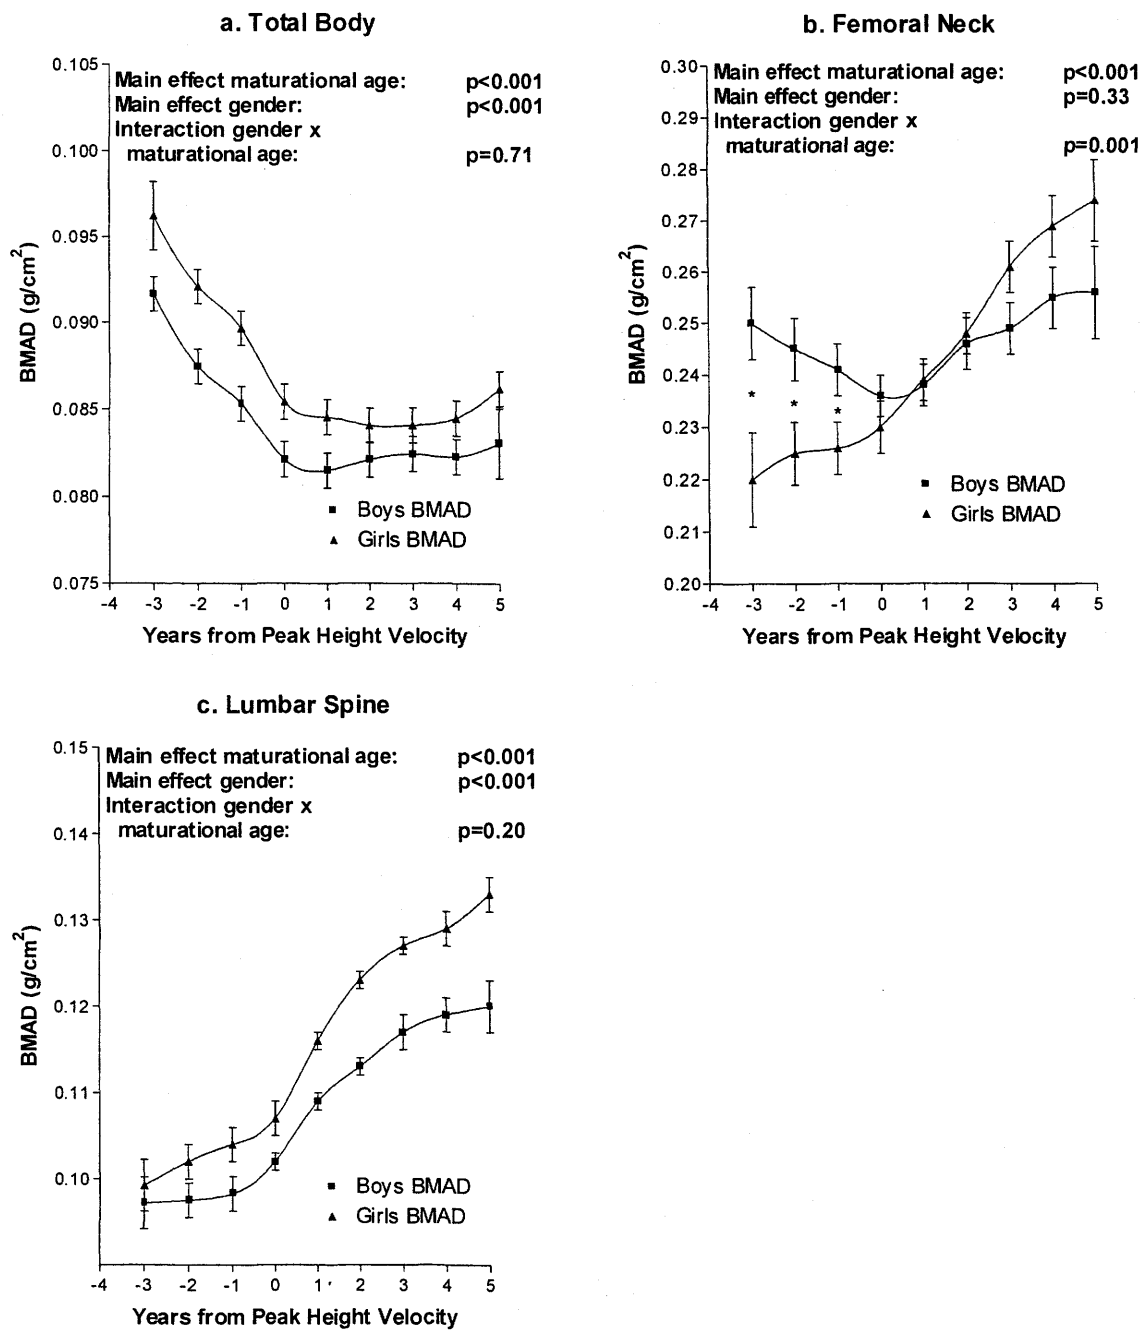 a. Total Body
Main effect maturational age: p<0.001
Main effect gender: p<0.001
Interaction gender x
maturational age: p=0.71
0.105
0.100
0.095
0.090
0.085
0.080
0.075
BMAD (g/cm²)
Boys BMAD
Girls BMAD
-4 -3 -2 -1 0 1 2 3 4 5
Years from Peak Height Velocity
b. Femoral Neck
Main effect maturational age: p<0.001
Main effect gender: p=0.33
Interaction gender x
maturational age: p=0.001
0.30
0.29
0.28
0.27
0.26
0.25
0.24
0.23
0.22
0.21
0.20
BMAD (g/cm²)
* * *
Boys BMAD
Girls BMAD
-4 -3 -2 -1 0 1 2 3 4 5
Years from Peak Height Velocity
c. Lumbar Spine
Main effect maturational age: p<0.001
Main effect gender: p<0.001
Interaction gender x
maturational age: p=0.20
0.15
0.14
0.13
0.12
0.11
0.10
BMAD (g/cm²)
Boys BMAD
Girls BMAD
-4 -3 -2 -1 0 1 2 3 4 5
Years from Peak Height Velocity